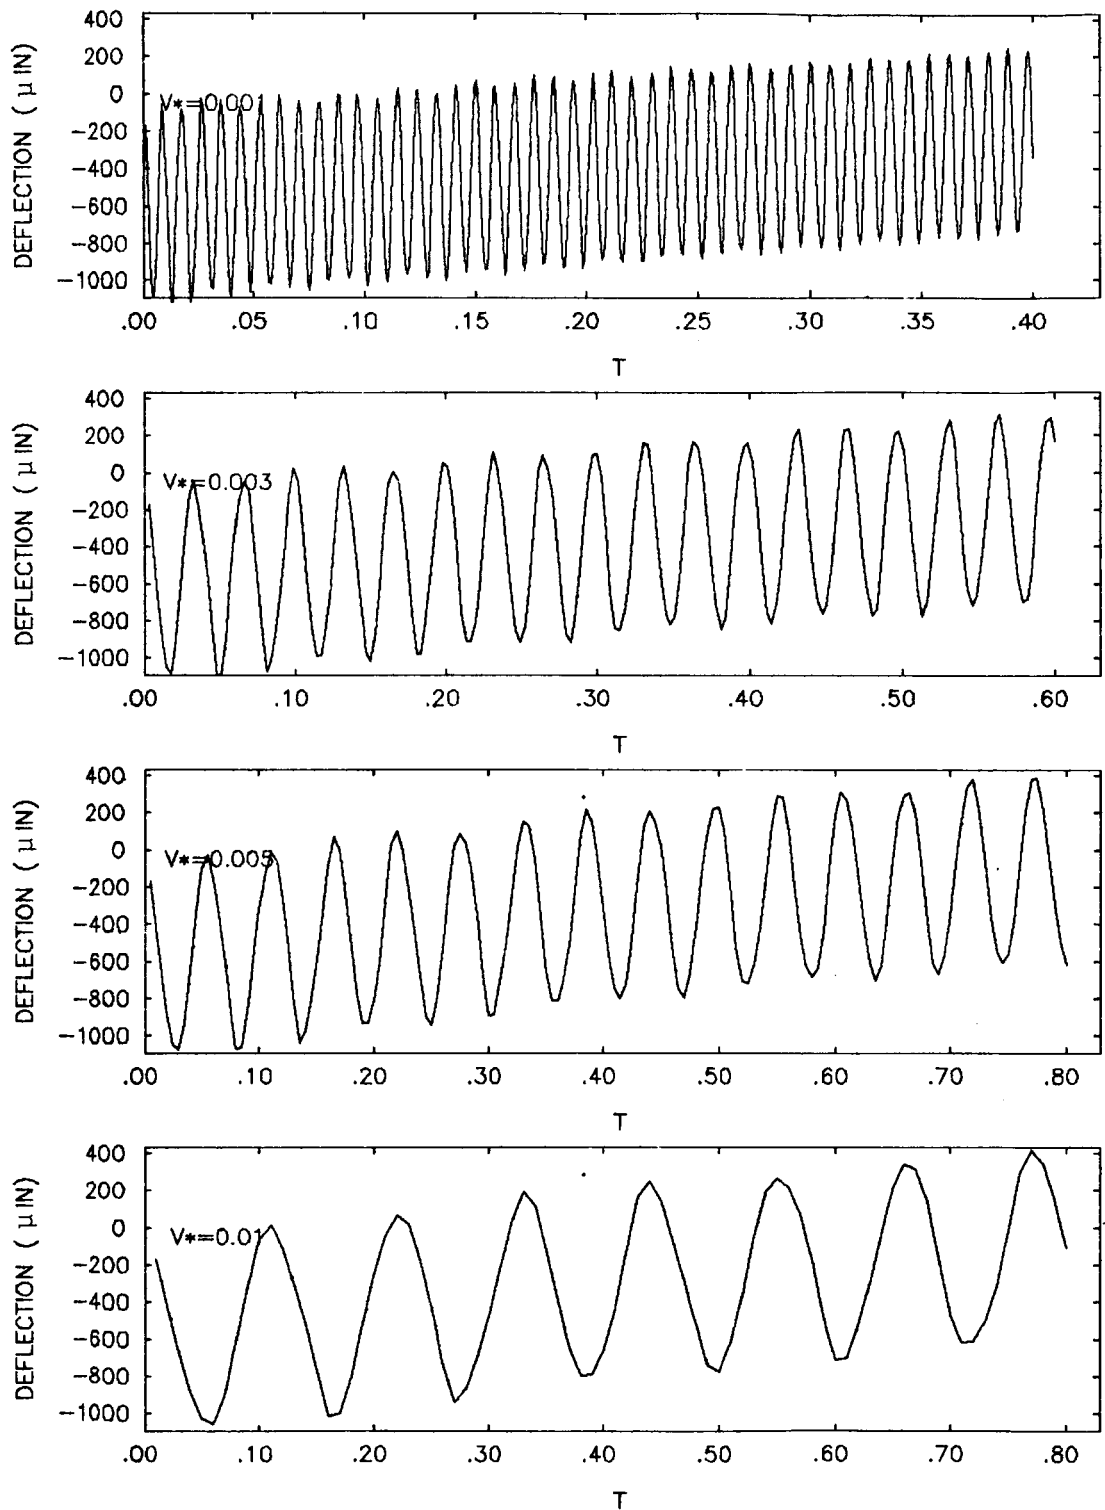 DEFLECTION ( μ IN)
400
200
0
−200
−400
−600
−800
−1000
V*=0.001
.00 .05 .10 .15 .20 .25 .30 .35 .40
T
DEFLECTION ( μ IN)
400
200
0
−200
−400
−600
−800
−1000
V*=0.003
.00 .10 .20 .30 .40 .50 .60
T
DEFLECTION ( μ IN)
400
200
0
−200
−400
−600
−800
−1000
V*=0.005
.00 .10 .20 .30 .40 .50 .60 .70 .80
T
DEFLECTION ( μ IN)
400
200
0
−200
−400
−600
−800
−1000
V*=0.01
.00 .10 .20 .30 .40 .50 .60 .70 .80
T